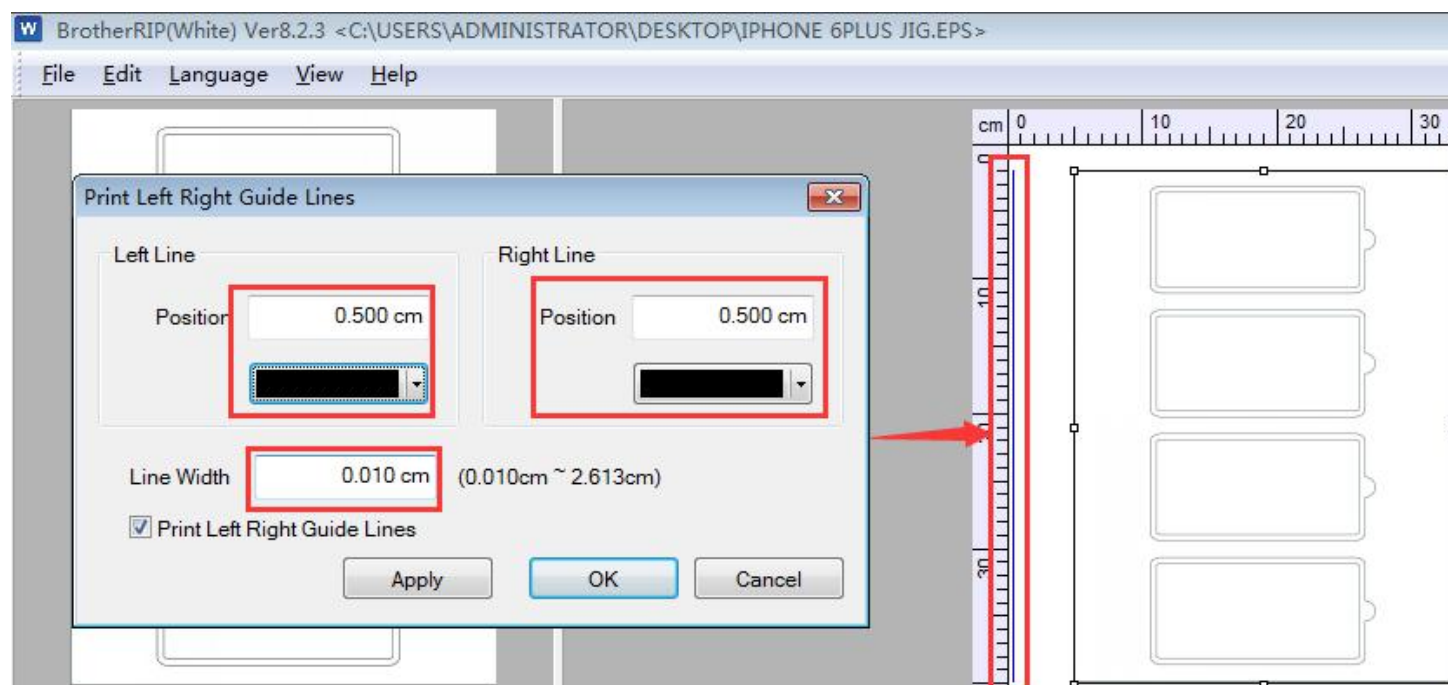 W BrotherRIP(White) Ver8.2.3 <C:\USERS\ADMINISTRATOR\DESKTOP\IPHONE 6PLUS JIG.EPS>
File Edit Language View Help
cm 0 10 20 30
0
10
20
30
Print Left Right Guide Lines
Left Line
Position 0.500 cm
Right Line
Position 0.500 cm
Line Width 0.010 cm (0.010cm ~ 2.613cm)
Print Left Right Guide Lines
Apply OK Cancel